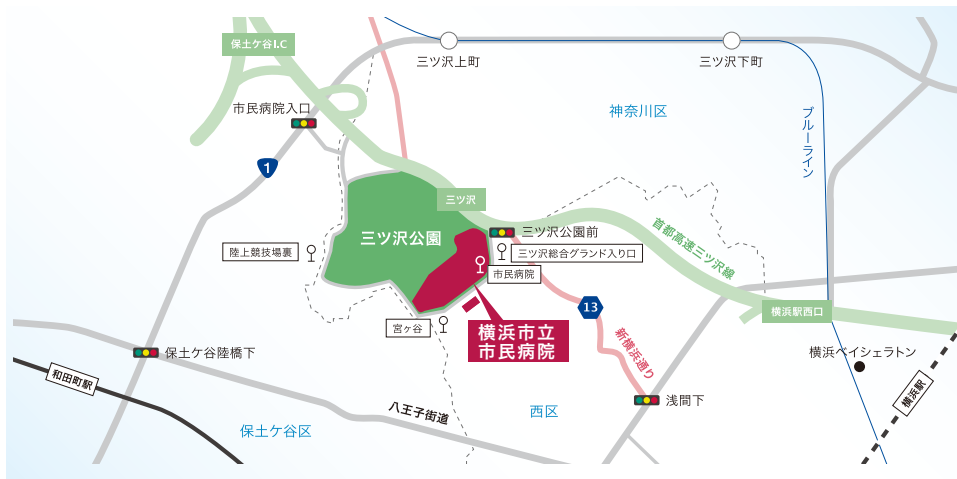 保土ケ谷I.C
三ツ沢上町
三ツ沢下町
市民病院入口
神奈川区
ブルーライン
1
三ツ沢
三ツ沢公園
三ツ沢公園前
首都高速三ツ沢線
陸上競技場裏
三ツ沢総合グランド入り口
市民病院
13
横浜駅西口
宮ヶ谷
横浜市立
市民病院
新横浜通り
保土ケ谷陸橋下
横浜ベイシェラトン
和田町駅
横浜駅
浅間下
八王子街道
西区
保土ケ谷区